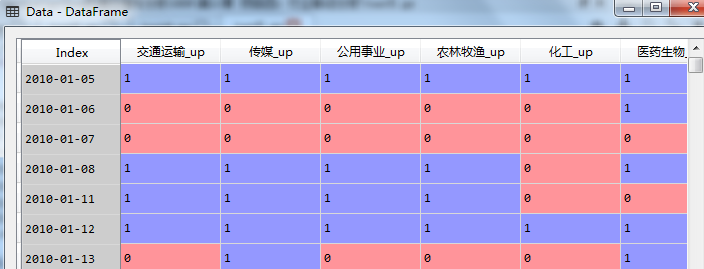 Data - DataFrame
Index 交通运输_up 传媒_up 公用事业_up 农林牧渔_up 化工_up 医药生物_
2010-01-05 1 1 1 1 1 1
2010-01-06 0 0 0 0 0 1
2010-01-07 0 0 0 0 0 0
2010-01-08 1 1 1 1 0 1
2010-01-11 1 1 1 1 0 0
2010-01-12 1 1 1 1 1 1
2010-01-13 0 1 0 0 0 1